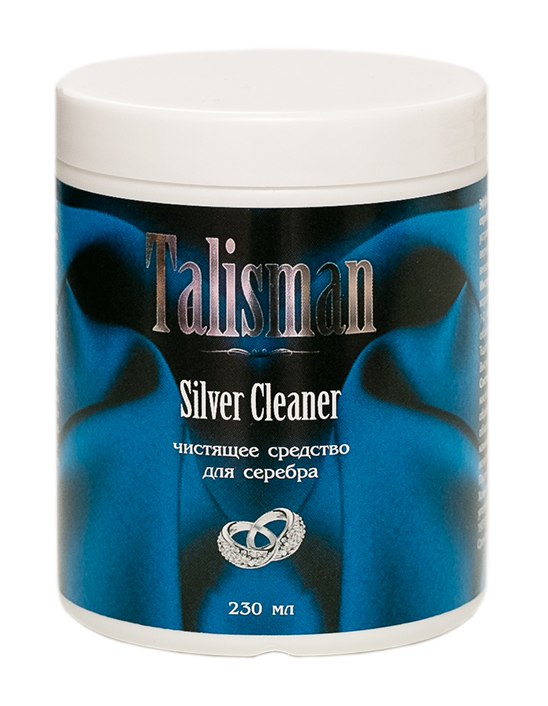 Talisman
Silver Cleaner
чистящее средство
для серебра
230 мл